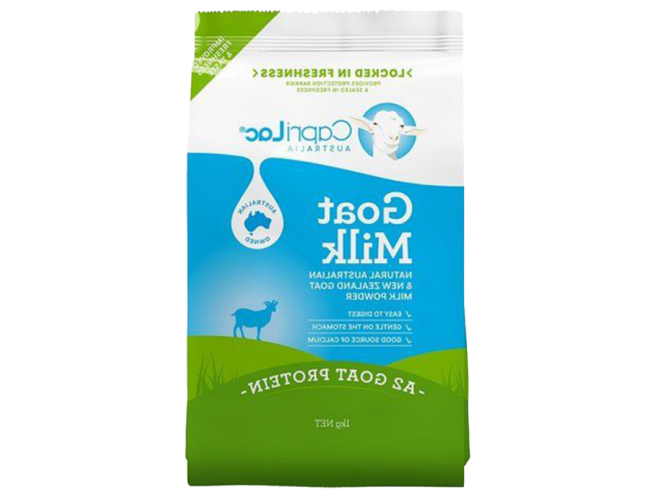 IMPROVED
& FRESHNESS
>LOCKED IN FRESHNESS<
PROVIDES PROTECTION BARRIER
& SEALED IN FRESHNESS
CapriLac®
AUSTRALIA
AUSTRALIAN
OWNED
Goat
Milk
NATURAL AUSTRALIAN
& NEW ZEALAND GOAT
MILK POWDER
✓ EASY TO DIGEST
✓ GENTLE ON THE STOMACH
✓ GOOD SOURCE OF CALCIUM
- A2 GOAT PROTEIN -
1kg NET